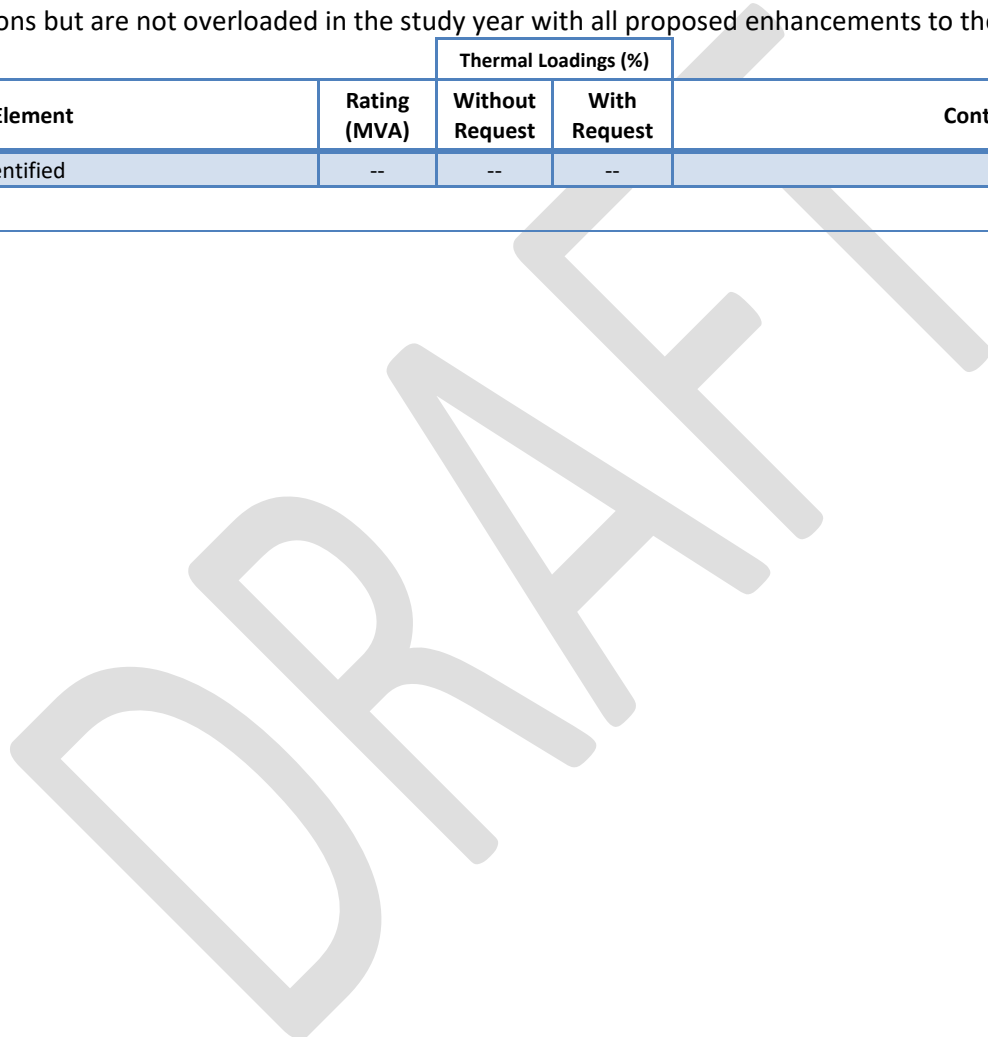 ons but are not overloaded in the study year with all proposed enhancements to the
Thermal Loadings (%)
Element Rating (MVA) Without Request With Request Cont
entified -- -- --
DRAFT